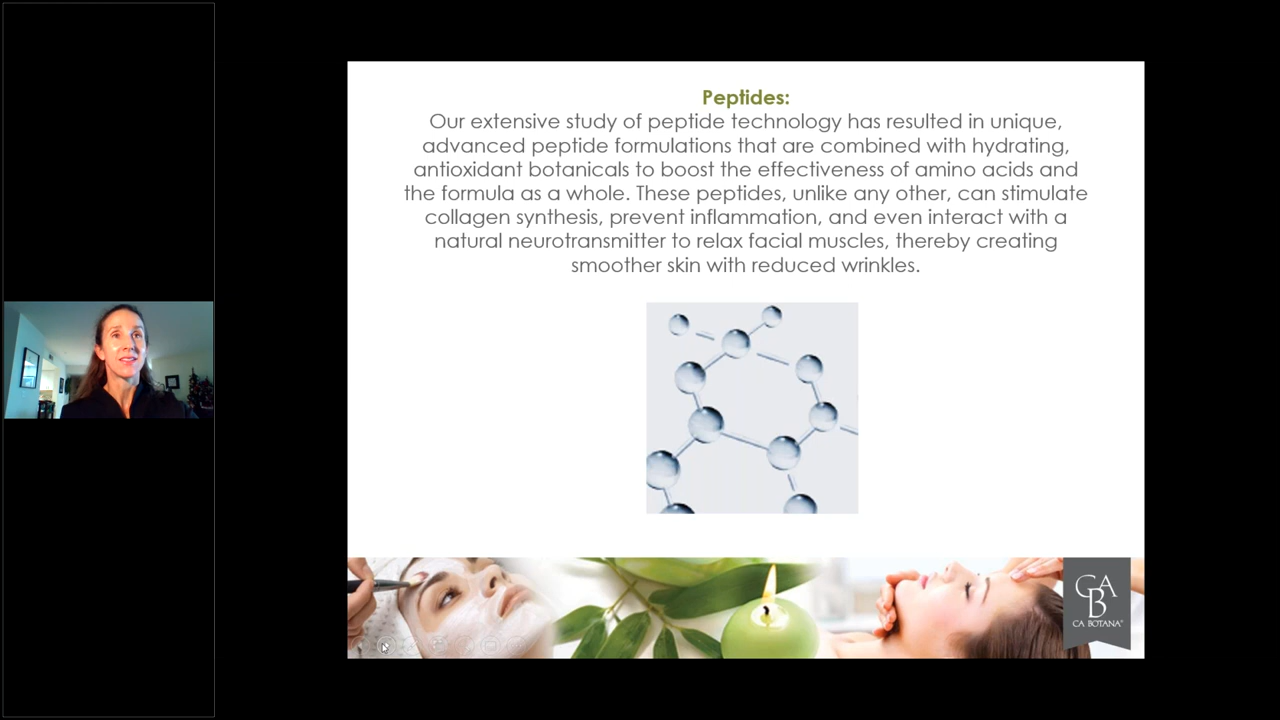 Peptides:
Our extensive study of peptide technology has resulted in unique,
advanced peptide formulations that are combined with hydrating,
antioxidant botanicals to boost the effectiveness of amino acids and
the formula as a whole. These peptides, unlike any other, can stimulate
collagen synthesis, prevent inflammation, and even interact with a
natural neurotransmitter to relax facial muscles, thereby creating
smoother skin with reduced wrinkles.
CAB
CA BOTANA®